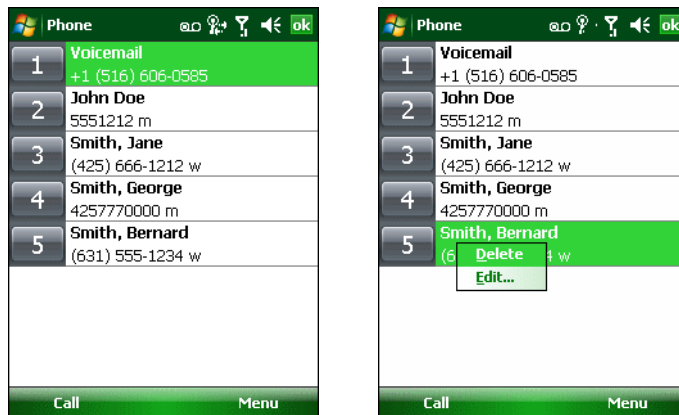 Phone ok
1 Voicemail
+1 (516) 606-0585
2 John Doe
5551212 m
3 Smith, Jane
(425) 666-1212 w
4 Smith, George
4257770000 m
5 Smith, Bernard
(631) 555-1234 w
Call Menu
Phone ok
1 Voicemail
+1 (516) 606-0585
2 John Doe
5551212 m
3 Smith, Jane
(425) 666-1212 w
4 Smith, George
4257770000 m
5 Smith, Bernard
(6 4 w
Delete
Edit...
Call Menu